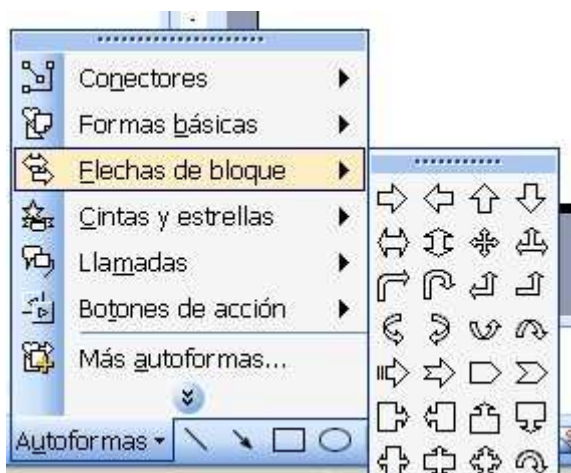 Conectores
Formas básicas
Flechas de bloque
Cintas y estrellas
Llamadas
Botones de acción
Más autoformas...
Autoformas